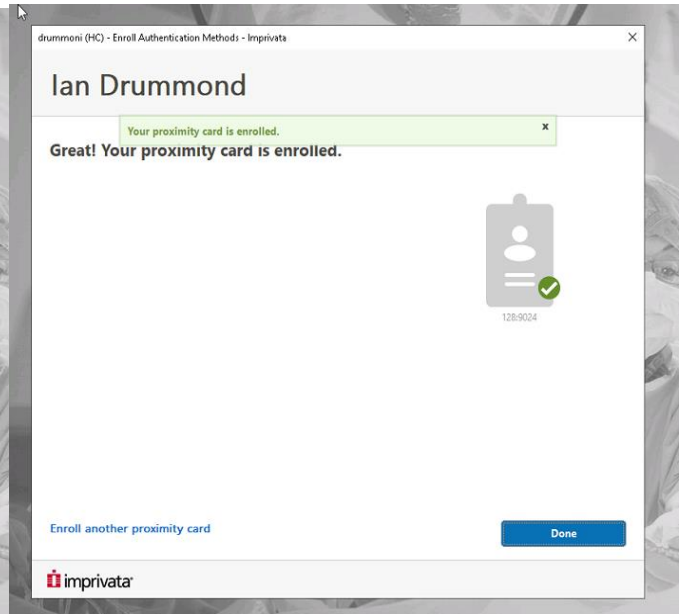 drummoni (HC) - Enroll Authentication Methods - Imprivata
Ian Drummond
Your proximity card is enrolled. x
Great! Your proximity card is enrolled.
128:9024
Enroll another proximity card
Done
imprivata®